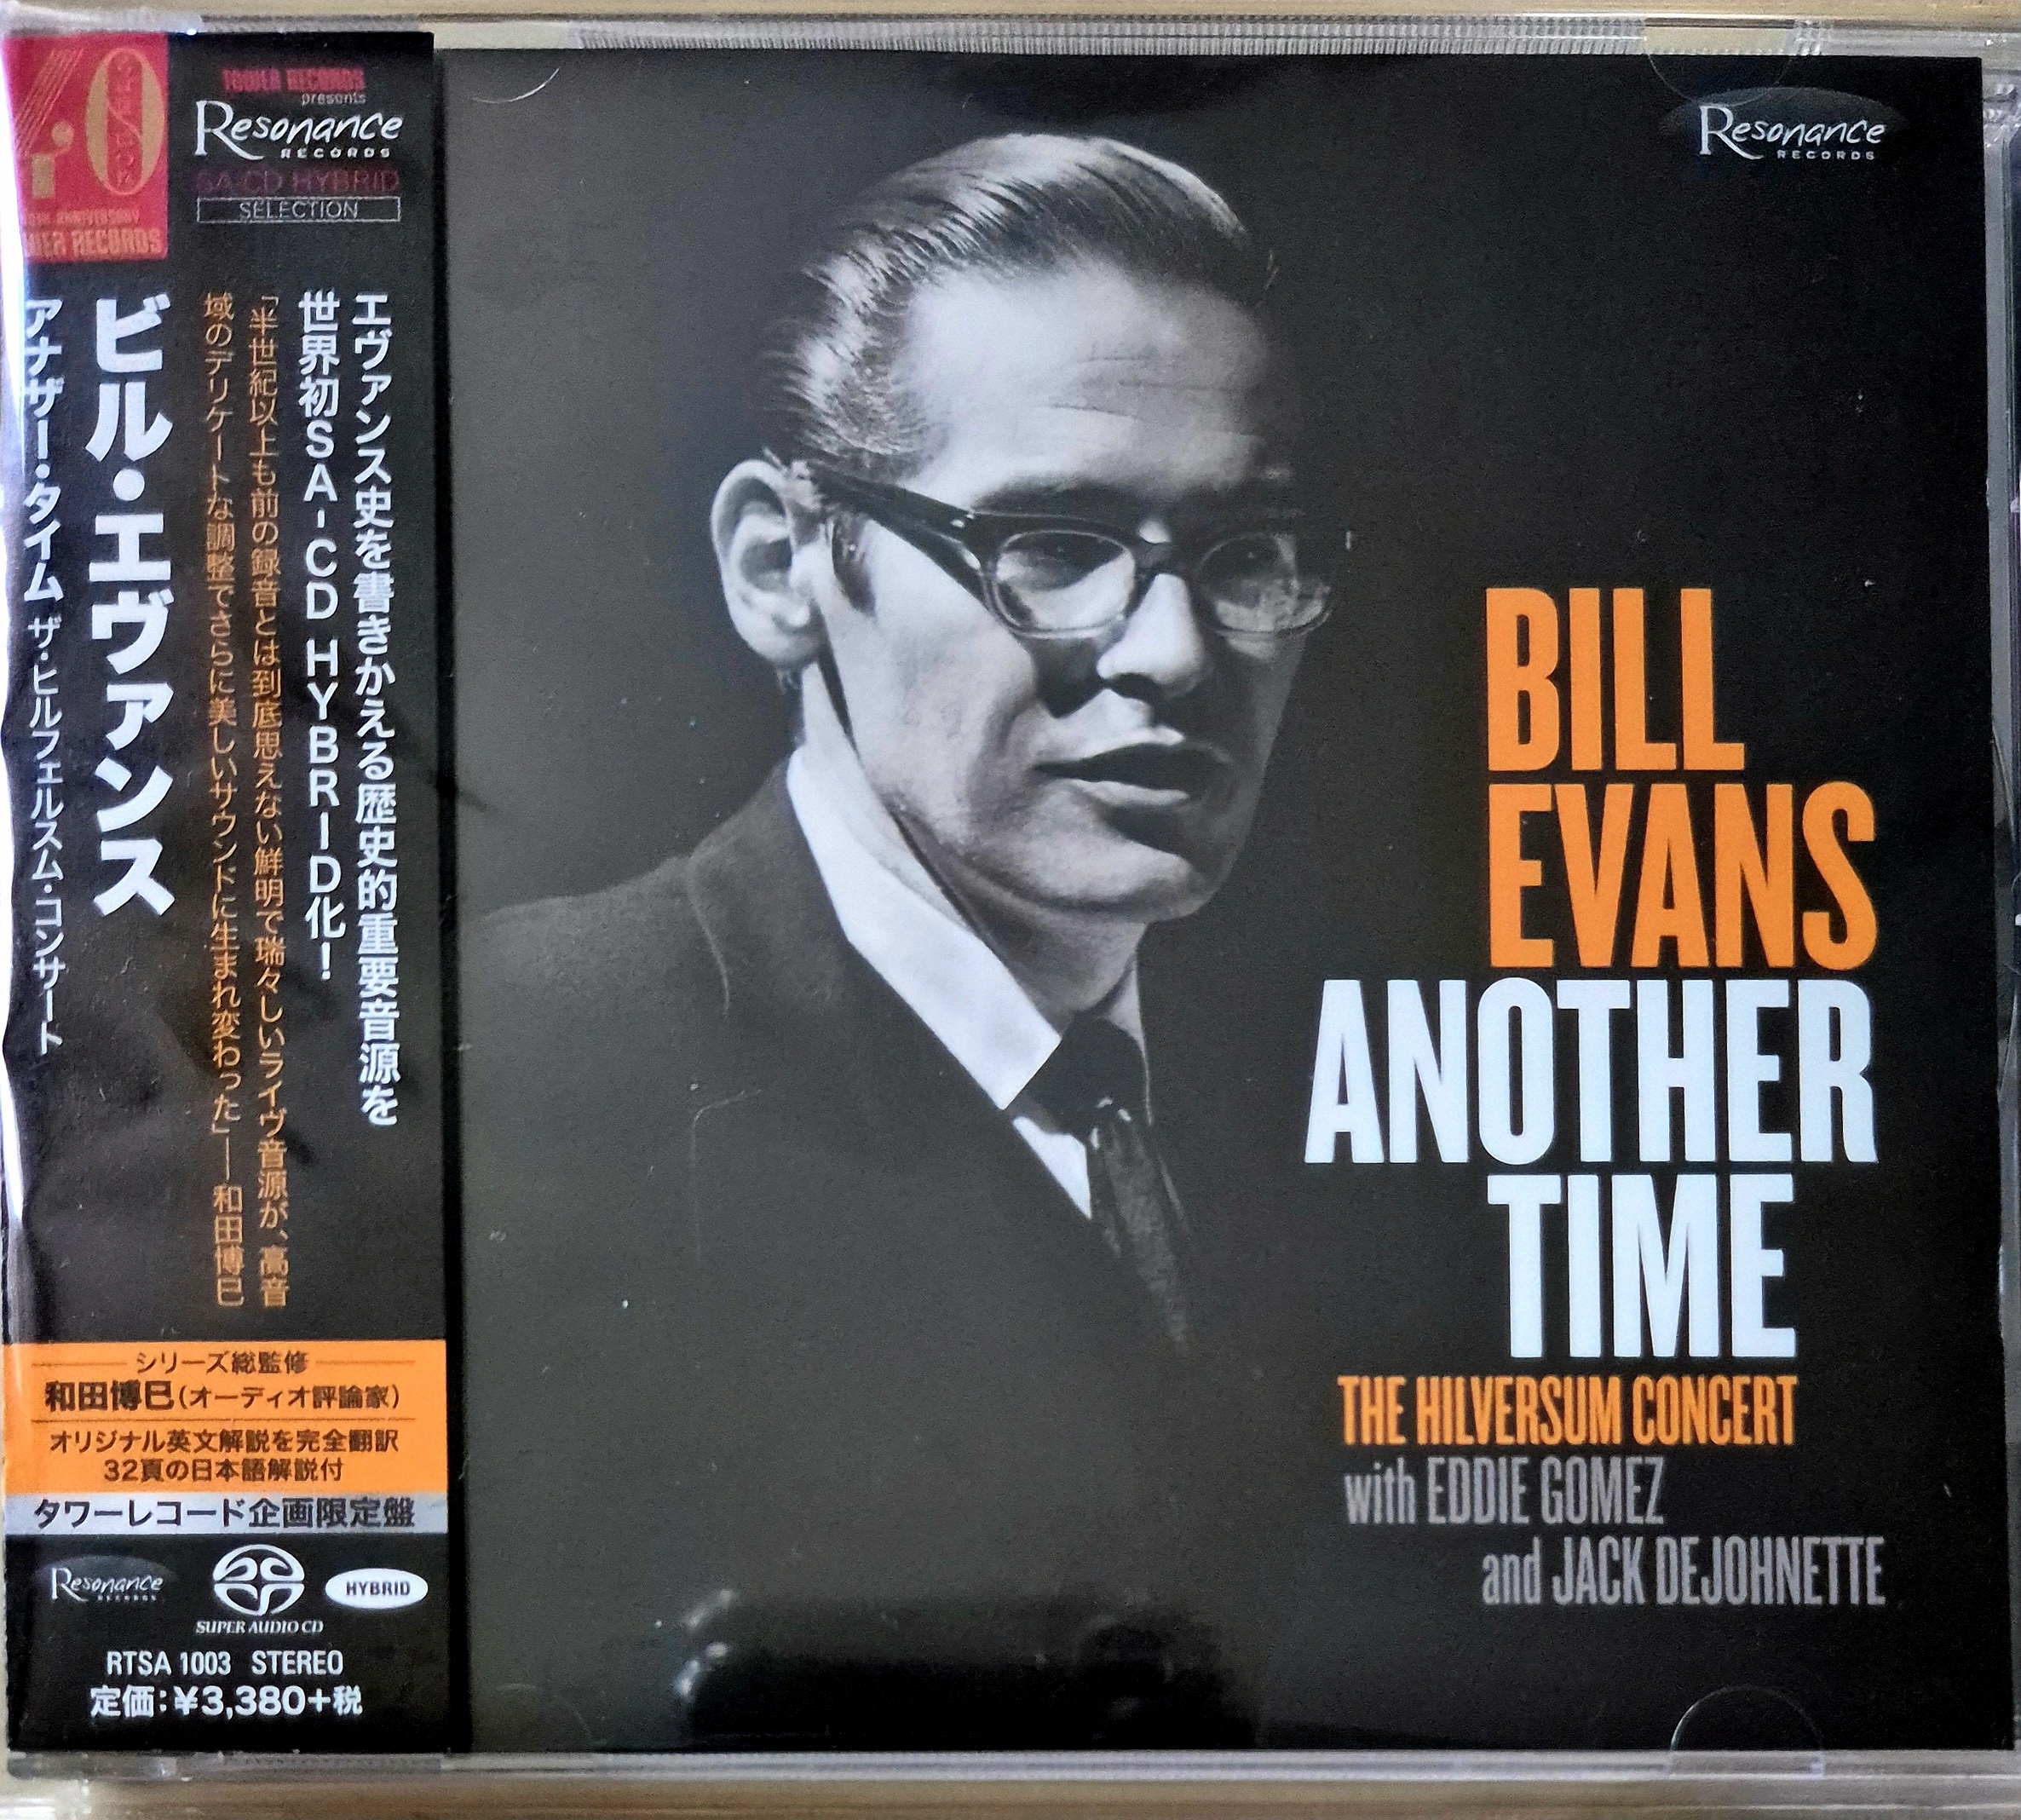 40
40TH ANNIVERSARY
TOWER RECORDS
TOWER RECORDS
presents
Resonance
RECORDS
SA-CD HYBRID
SELECTION
エヴァンス史を書きかえる歴史的重要音源を
世界初SA-CD HYBRID化!
「半世紀以上も前の録音とは到底思えない鮮明で瑞々しいライヴ音源が、高音
域のデリケートな調整でさらに美しいサウンドに生まれ変わった」—和田博巳
ビル・エヴァンス
アナザー・タイム ザ・ヒルフェルスム・コンサート
シリーズ総監修
和田博巳(オーディオ評論家)
オリジナル英文解説を完全翻訳
32頁の日本語解説付
タワーレコード企画限定盤
Resonance
RECORDS
SUPER AUDIO CD
HYBRID
RTSA 1003 STEREO
定価:¥3,380+税
Resonance
RECORDS
BILL
EVANS
ANOTHER
TIME
THE HILVERSUM CONCERT
with EDDIE GOMEZ
and JACK DEJOHNETTE